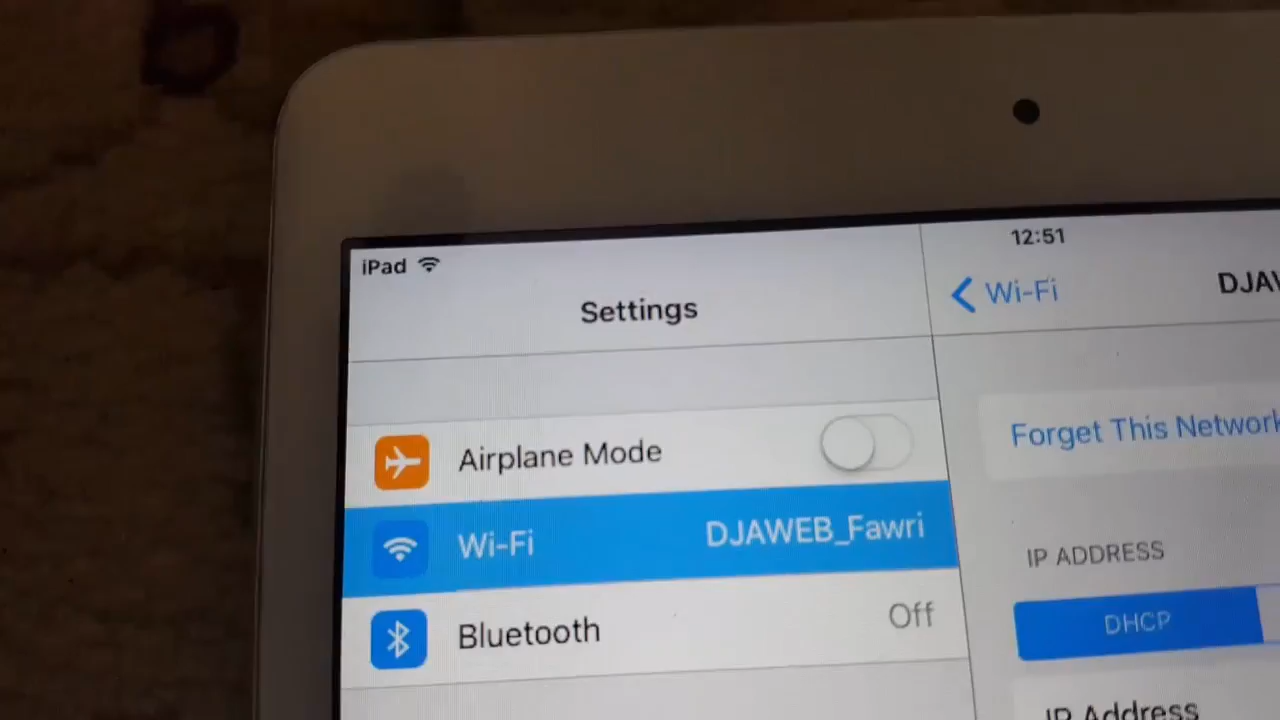 iPad
12:51
Settings
Wi-Fi
Airplane Mode
Forget This Network
Wi-Fi DJAWEB_Fawri
IP ADDRESS
Bluetooth Off
DHCP
IP Address